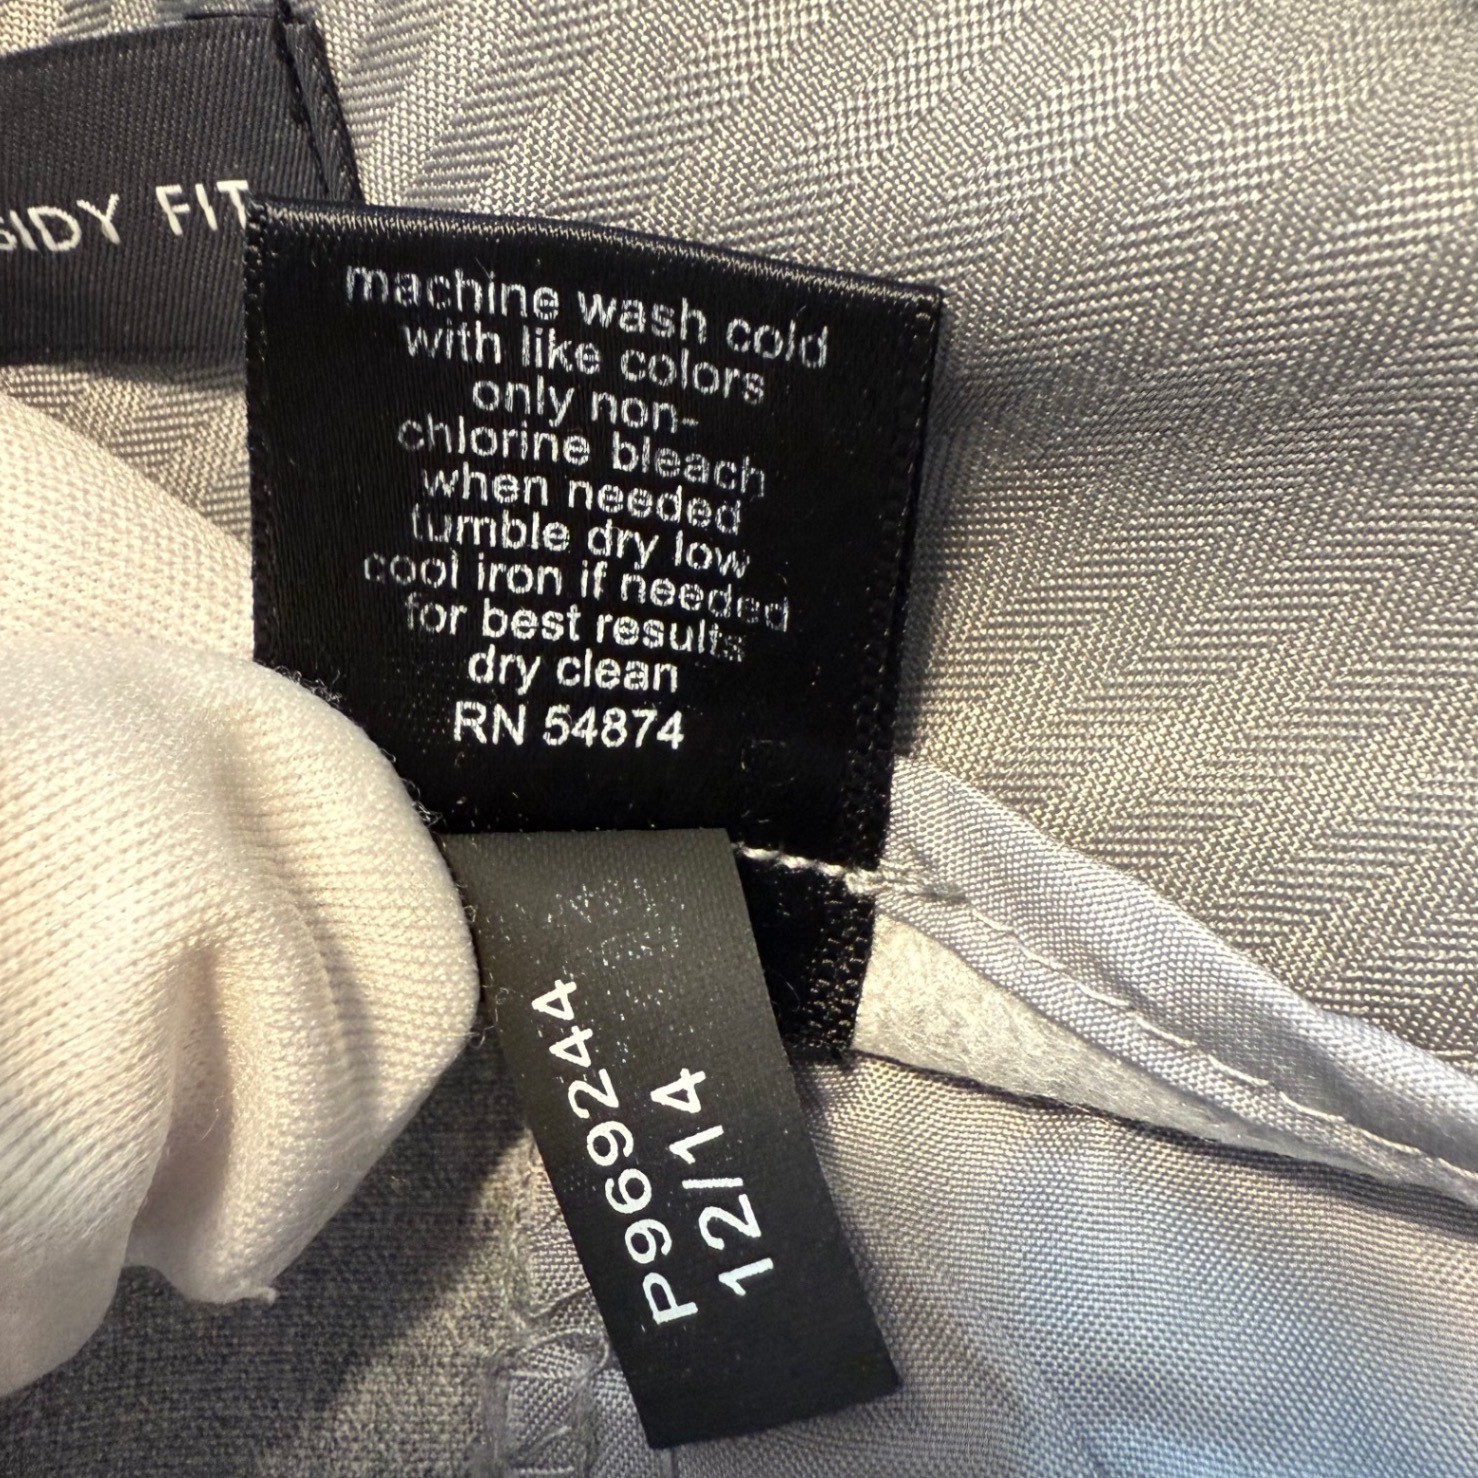 SIDY FIT
machine wash cold
with like colors
only non-
chlorine bleach
when needed
tumble dry low
cool iron if needed
for best results
dry clean
RN 54874
P969244
12/14